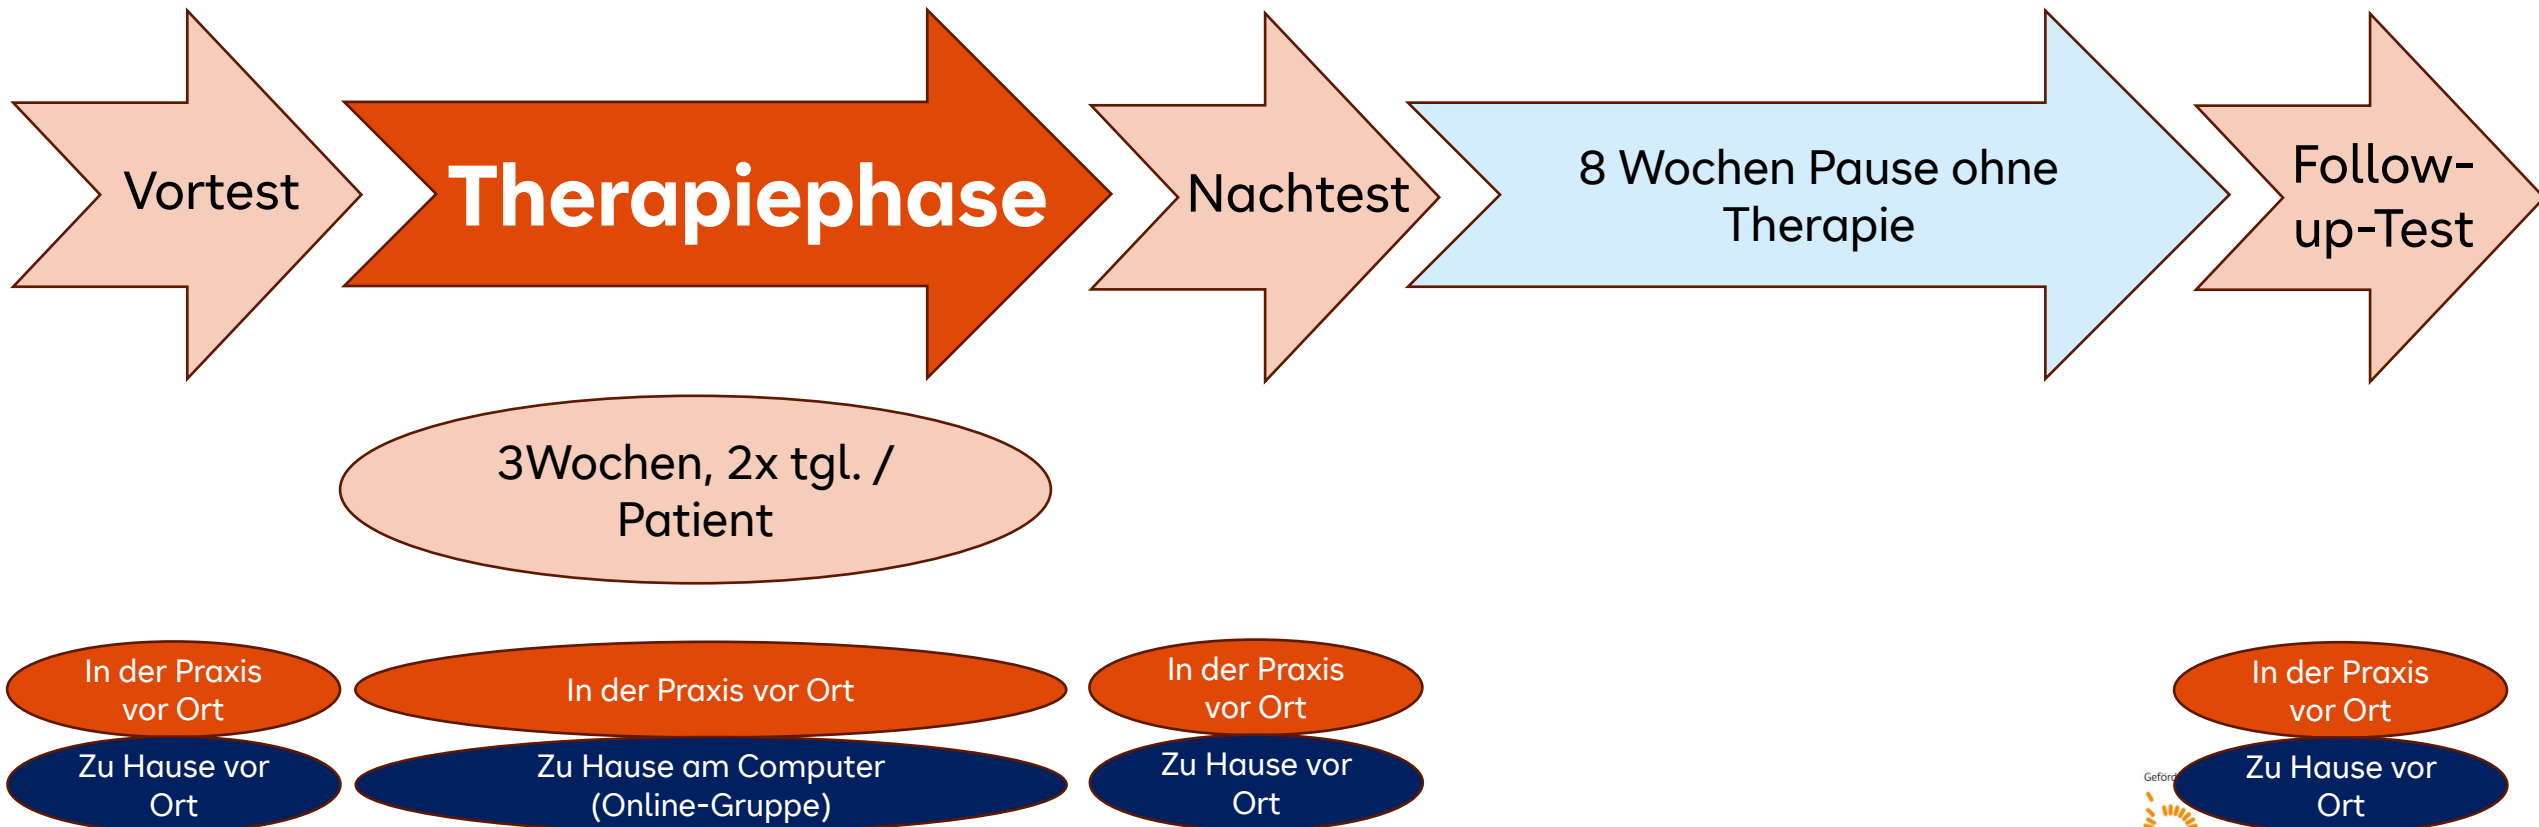 Vortest
Therapiephase
Nachtest
8 Wochen Pause ohne
Therapie
Follow-
up-Test
3Wochen, 2x tgl. /
Patient
In der Praxis
vor Ort
In der Praxis vor Ort
In der Praxis
vor Ort
In der Praxis
vor Ort
Zu Hause vor
Ort
Zu Hause am Computer
(Online-Gruppe)
Zu Hause vor
Ort
Zu Hause vor
Ort